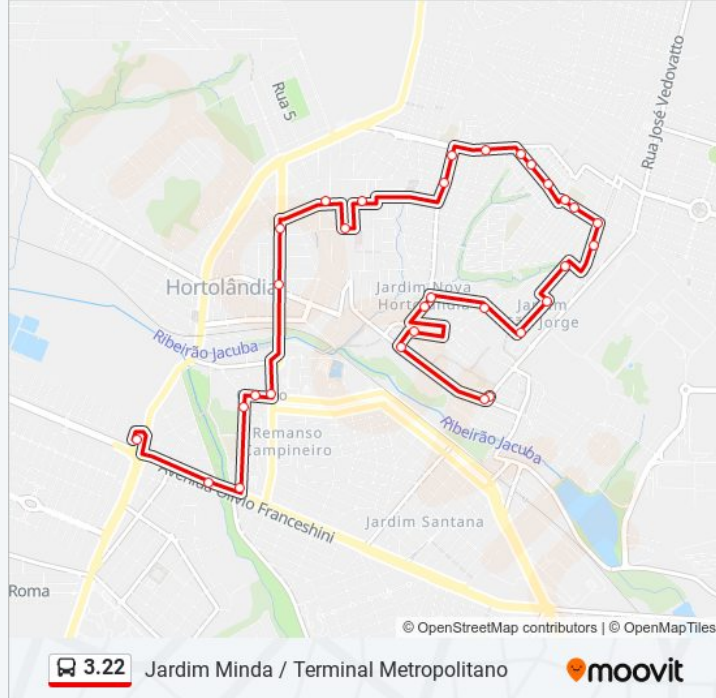 Rua 5
Rua José Vedovatto
Hortolândia
Jardim Nova
Hortolândia
Jardim
São Jorge
Ribeirão Jacuba
Remanso
Campineiro
Ribeirão Jacuba
Avenida Olívio Franceshini
Jardim Santana
Roma
© OpenStreetMap contributors | © OpenMapTiles
3.22 Jardim Minda / Terminal Metropolitano
moovit